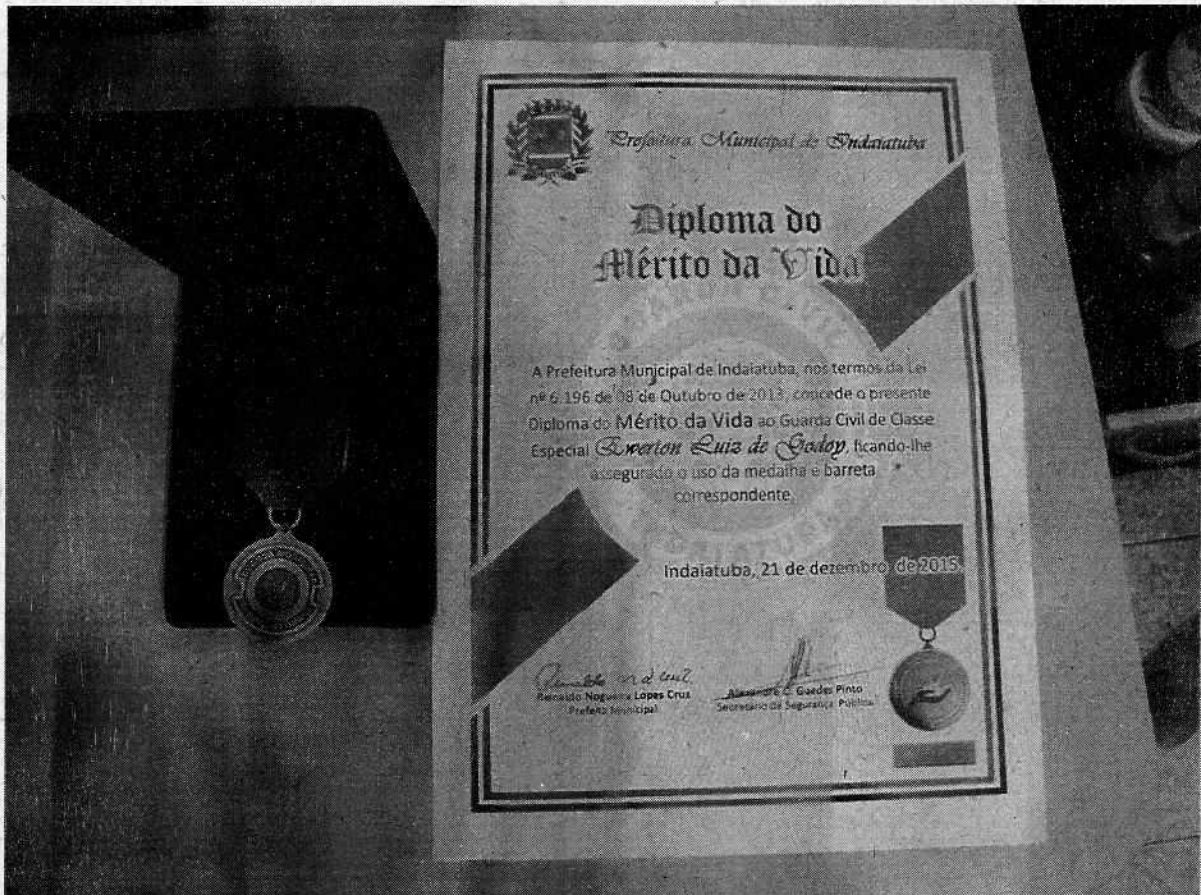 Prefeitura Municipal de Indaiatuba
Diploma do
Mérito da Vida
A Prefeitura Municipal de Indaiatuba, nos termos da Lei
nº 6.196 de 08 de Outubro de 2013, concede o presente
Diploma do Mérito da Vida ao Guarda Civil de Classe
Especial Ewerton Luiz de Godoy, ficando-lhe
assegurado o uso da medalha e barreta
correspondente.
Indaiatuba, 21 de dezembro de 2015
Reinaldo Nogueira Lopes Cruz
Prefeito Municipal
Alexandre C. Guedes Pinto
Secretário de Segurança Pública